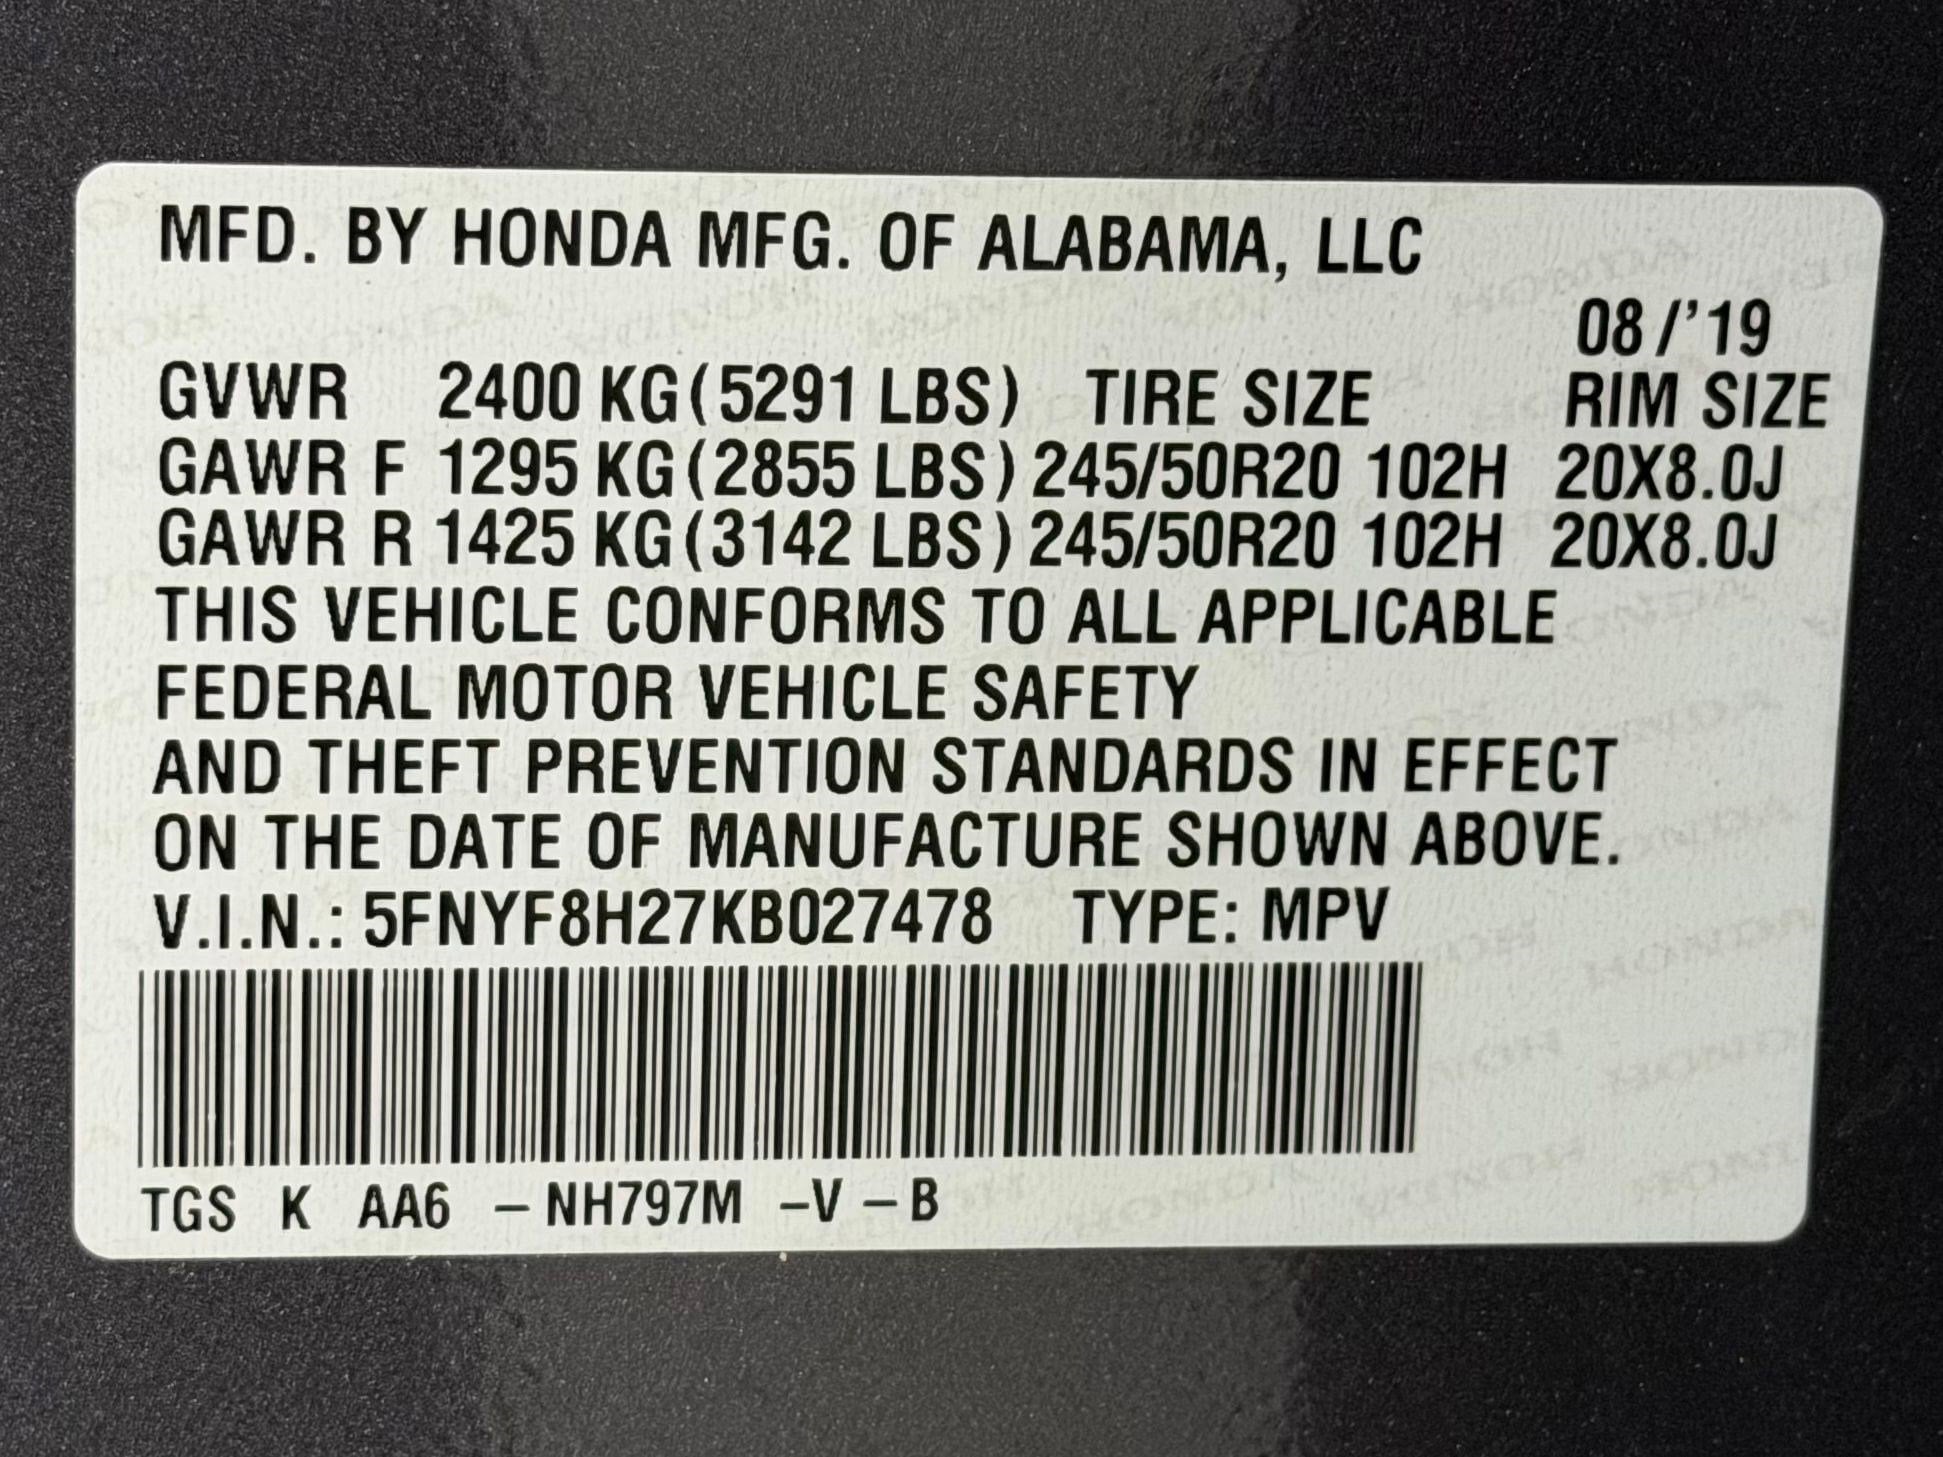 MFD. BY HONDA MFG. OF ALABAMA, LLC
08/'19
GVWR 2400 KG(5291 LBS) TIRE SIZE RIM SIZE
GAWR F 1295 KG(2855 LBS) 245/50R20 102H 20X8.0J
GAWR R 1425 KG(3142 LBS) 245/50R20 102H 20X8.0J
THIS VEHICLE CONFORMS TO ALL APPLICABLE
FEDERAL MOTOR VEHICLE SAFETY
AND THEFT PREVENTION STANDARDS IN EFFECT
ON THE DATE OF MANUFACTURE SHOWN ABOVE.
V.I.N.: 5FNYF8H27KB027478 TYPE: MPV
TGS K AA6 -NH797M -V-B